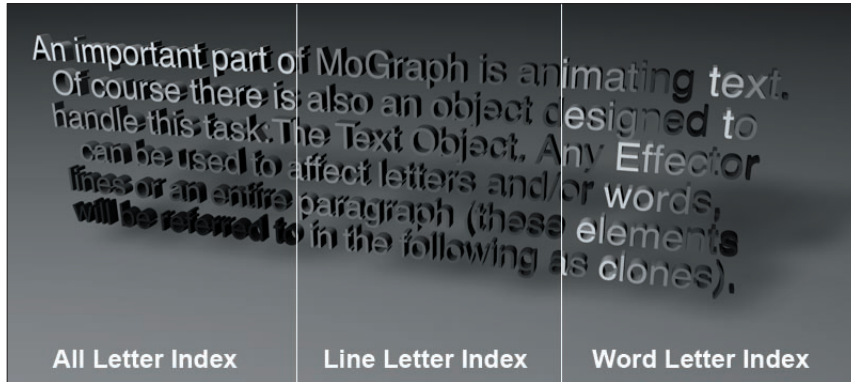 An important part of MoGraph is animating text.
Of course there is also an object designed to
handle this task:The Text Object. Any Effector
can be used to affect letters and/or words,
lines or an entire paragraph (these elements
will be referred to in the following as clones).
All Letter Index
Line Letter Index
Word Letter Index